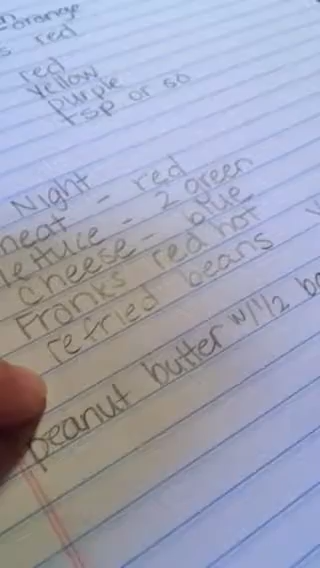 orange
red
red
yellow
purple
tsp or so
Night
meat - red
lettuce - 2 green
cheese - blue
Franks red hot
refried beans
peanut butter w/ 1/2